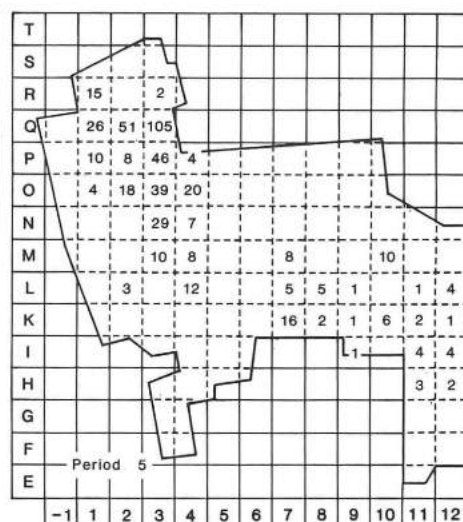 T
S
R 15 2
Q 26 51 105
P 10 8 46 4
O 4 18 39 20
N 29 7
M 10 8 8 10
L 3 12 5 5 1 1 4
K 16 2 1 6 2 1
I 1 4 4
H 3 2
G
F
Period 5
E
-1 1 2 3 4 5 6 7 8 9 10 11 12